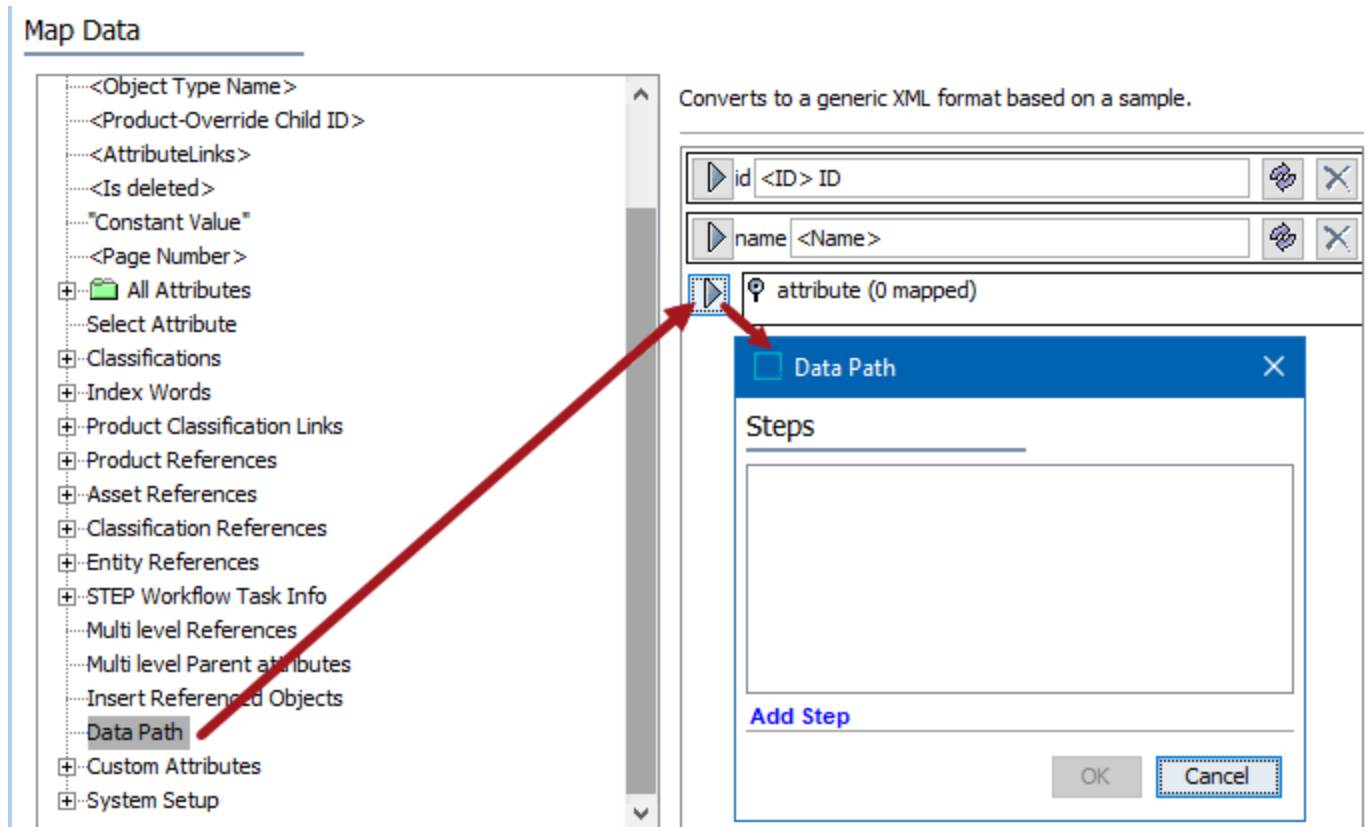 Map Data
<Object Type Name>
<Product-Override Child ID>
<AttributeLinks>
<Is deleted>
"Constant Value"
<Page Number>
All Attributes
Select Attribute
Classifications
Index Words
Product Classification Links
Product References
Asset References
Classification References
Entity References
STEP Workflow Task Info
Multi level References
Multi level Parent attributes
Insert Referenced Objects
Data Path
Custom Attributes
System Setup
Converts to a generic XML format based on a sample.
id <ID> ID
name <Name>
attribute (0 mapped)
Data Path
Steps
Add Step
OK Cancel